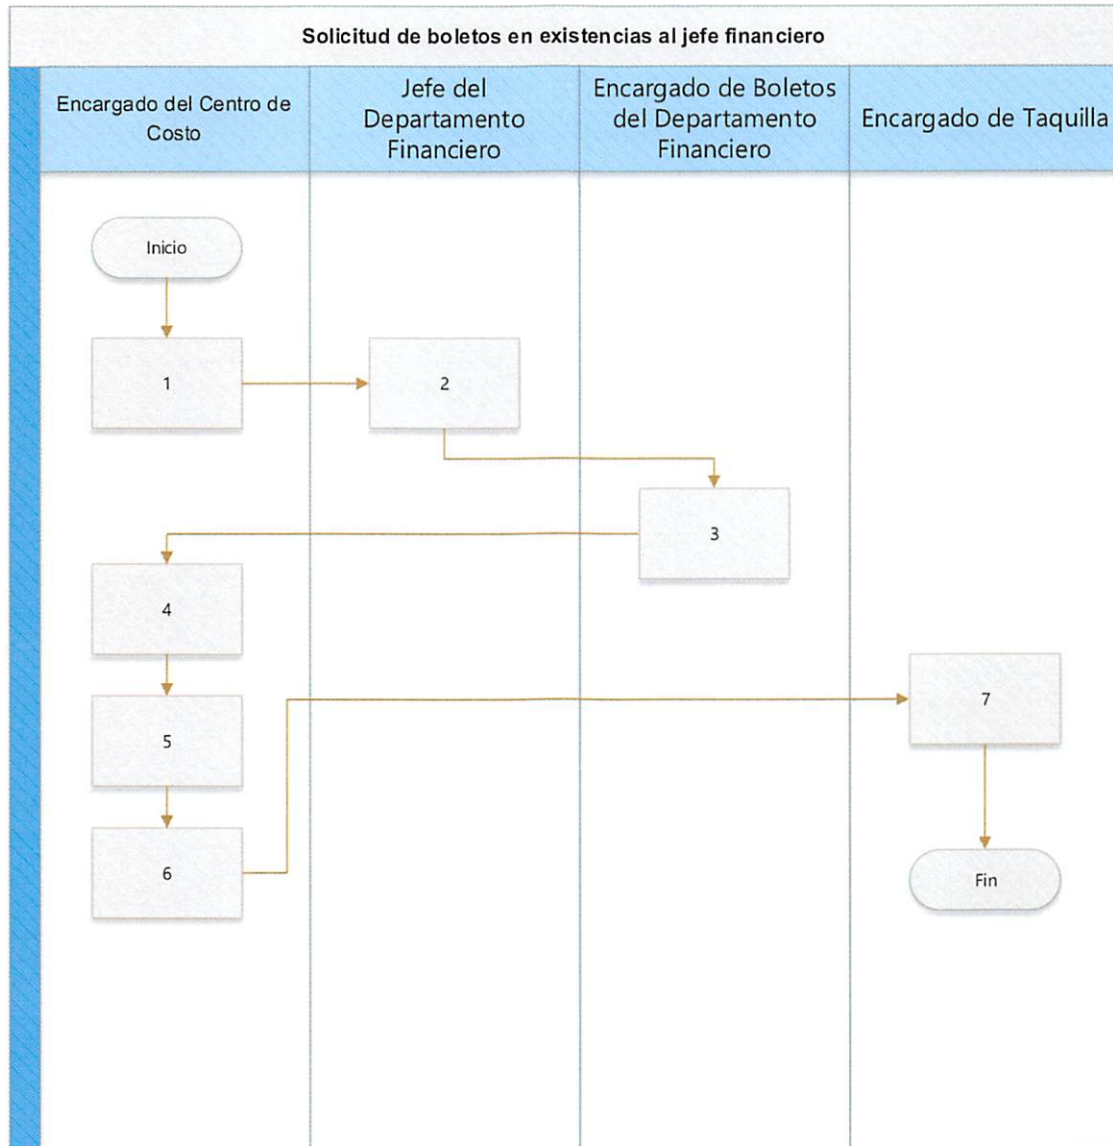 Solicitud de boletos en existencias al jefe financiero
Encargado del Centro de
Costo
Jefe del
Departamento
Financiero
Encargado de Boletos
del Departamento
Financiero
Encargado de Taquilla
Inicio
1
2
3
4
5
6
7
Fin